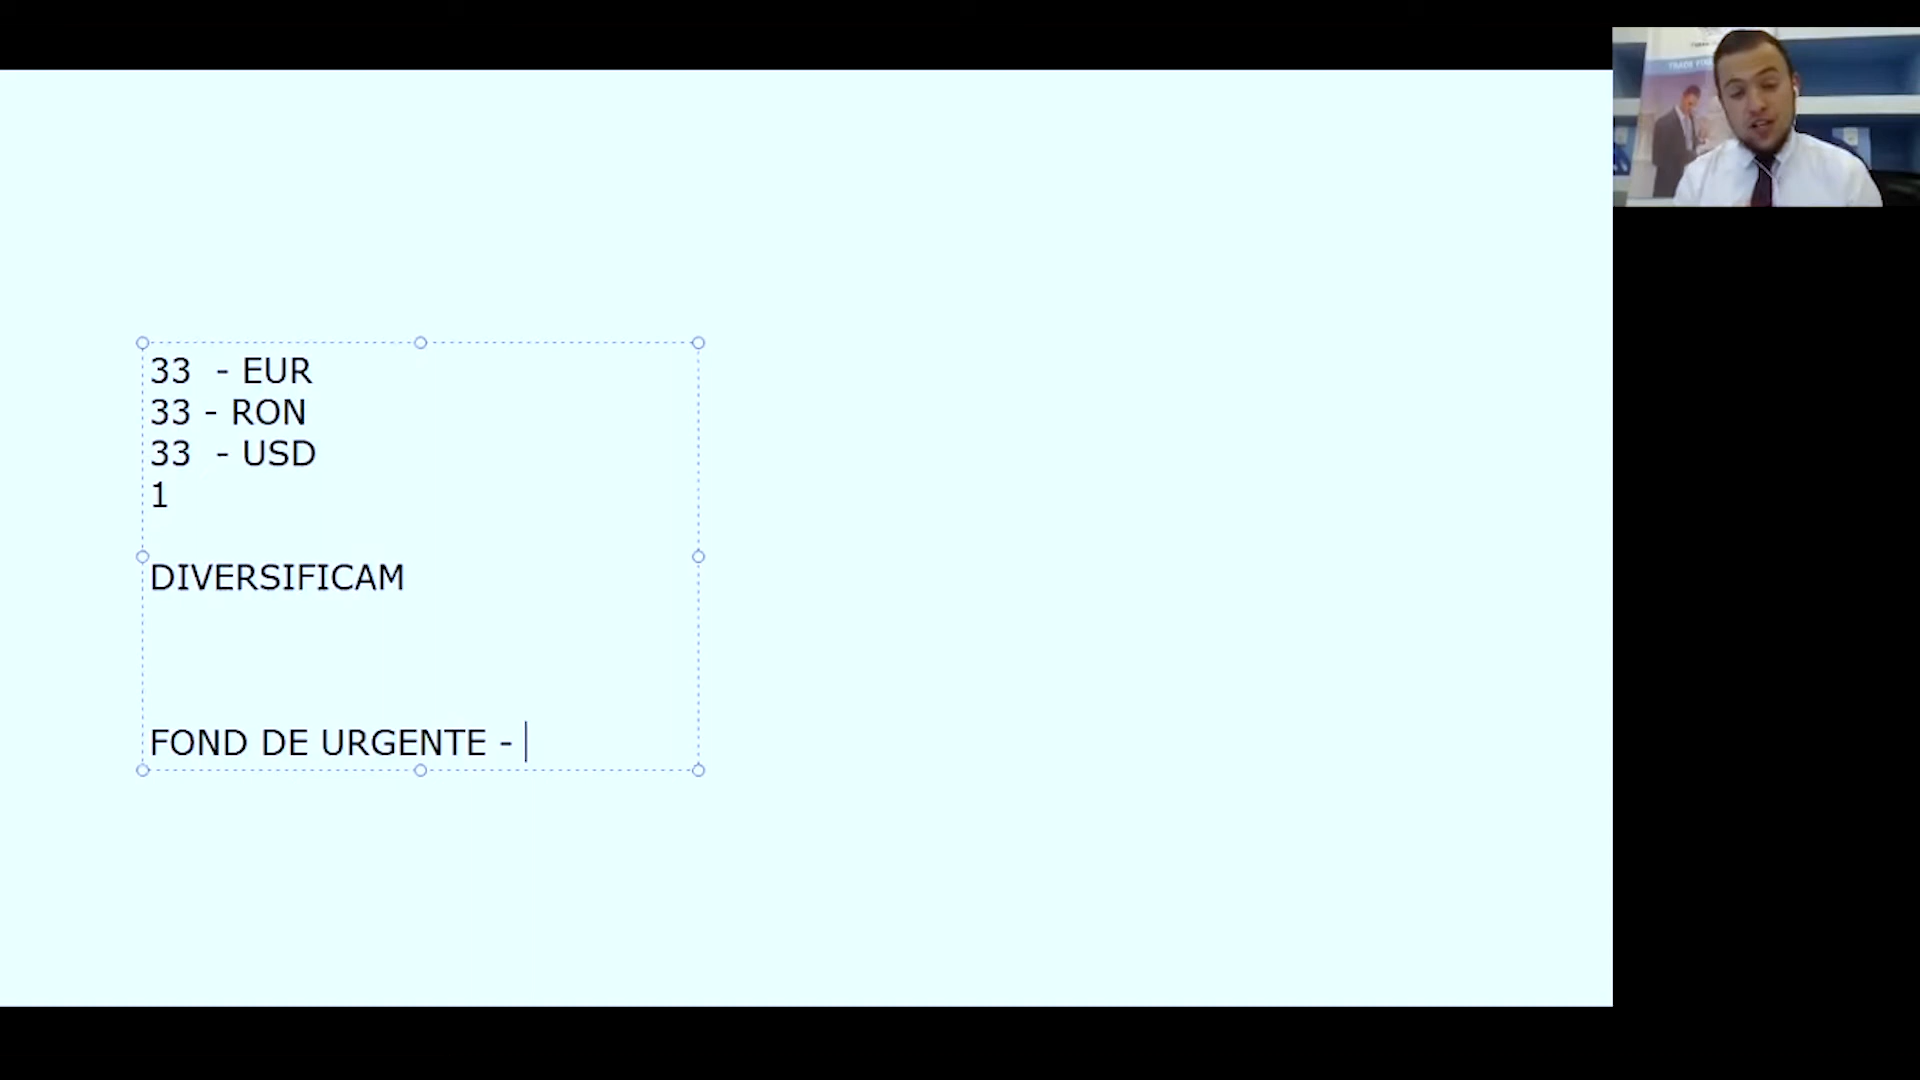 33  - EUR
33 - RON
33  - USD
1
DIVERSIFICAM
FOND DE URGENTE -